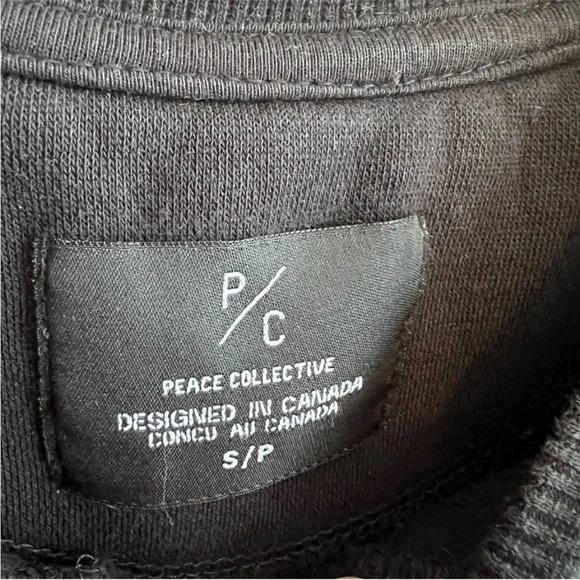 P/C
PEACE COLLECTIVE
DESIGNED IN CANADA
CONCU AU CANADA
S/P